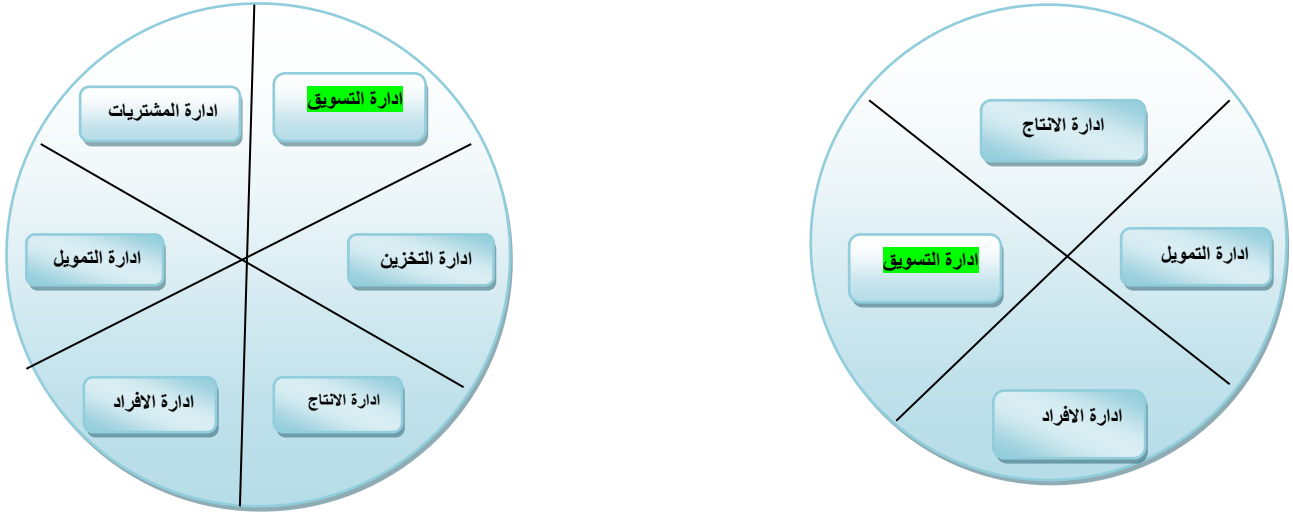 ادارة الانتاج
ادارة التمويل
ادارة التسويق
ادارة الافراد
ادارة التسويق
ادارة المشتريات
ادارة التخزين
ادارة التمويل
ادارة الانتاج
ادارة الافراد